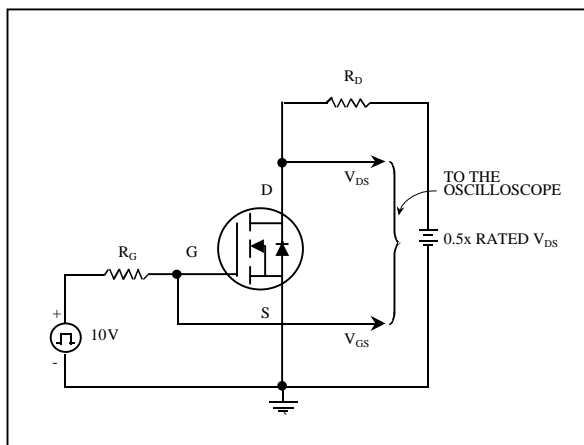 R_D
TO THE
OSCILLOSCOPE
V_DS
D
0.5x RATED V_DS
R_G
G
S
+
10V
-
V_GS